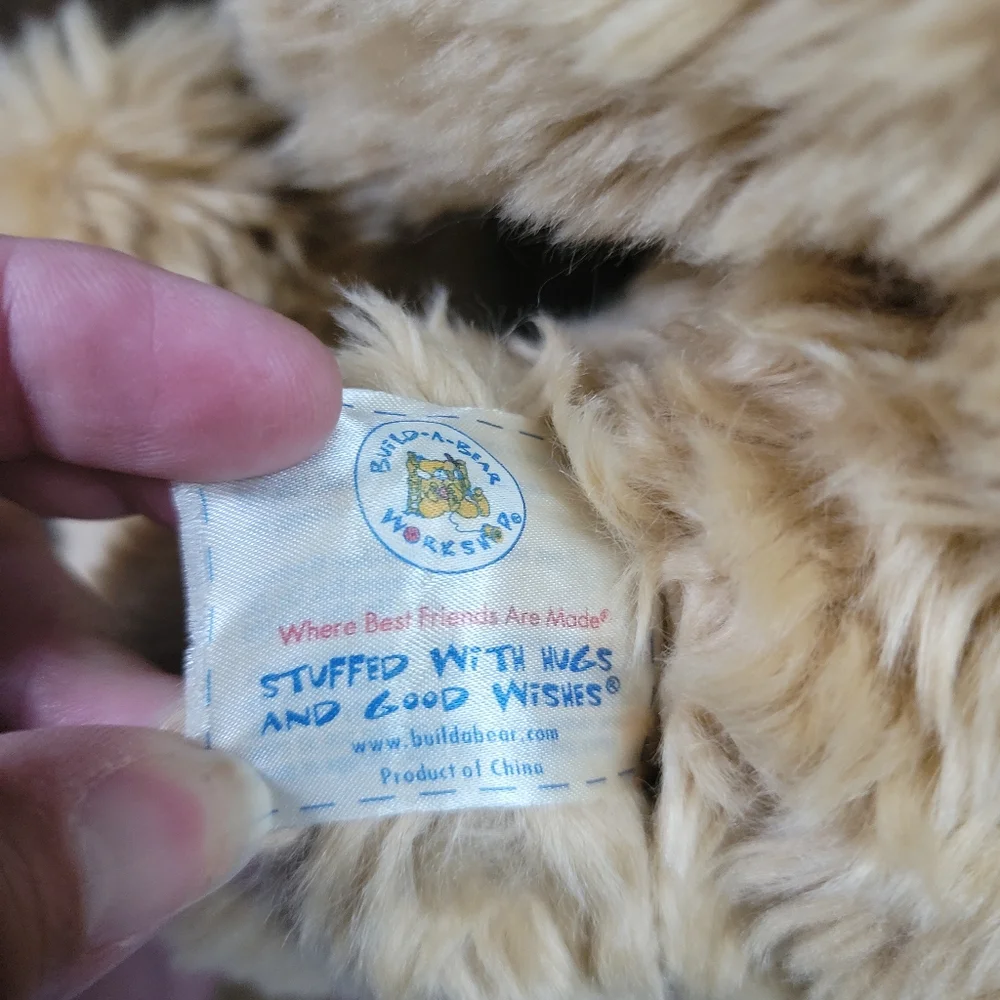 BUILD-A-BEAR
WORKSHOP®
Where Best Friends Are Made®
STUFFED WITH HUGS
AND GOOD WISHES®
www.buildabear.com
Product of China